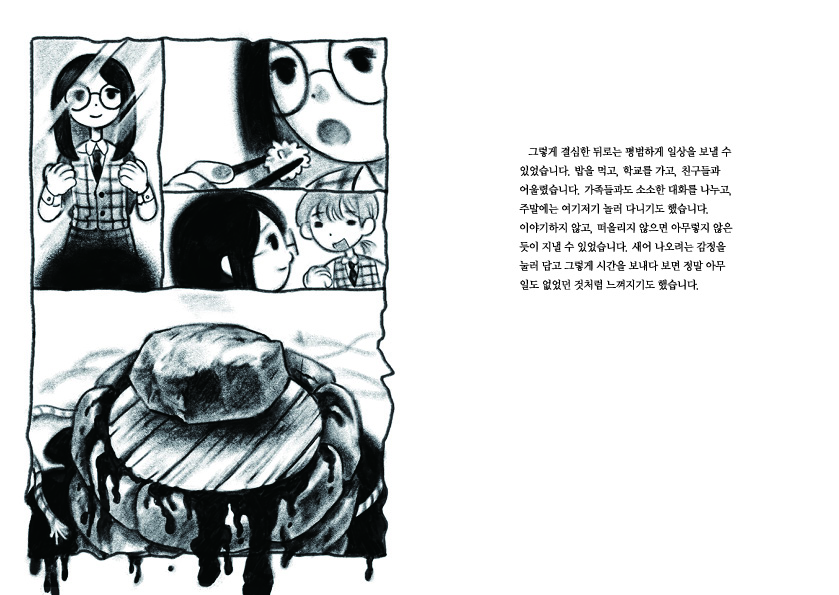 그렇게 결심한 뒤로는 평범하게 일상을 보낼 수
있었습니다. 밥을 먹고, 학교를 가고, 친구들과
어울렸습니다. 가족들과도 소소한 대화를 나누고,
주말에는 여기저기 놀러 다니기도 했습니다.
이야기하지 않고, 떠올리지 않으면 아무렇지 않은
듯이 지낼 수 있었습니다. 새어 나오려는 감정을
눌러 담고 그렇게 시간을 보내다 보면 정말 아무
일도 없었던 것처럼 느껴지기도 했습니다.